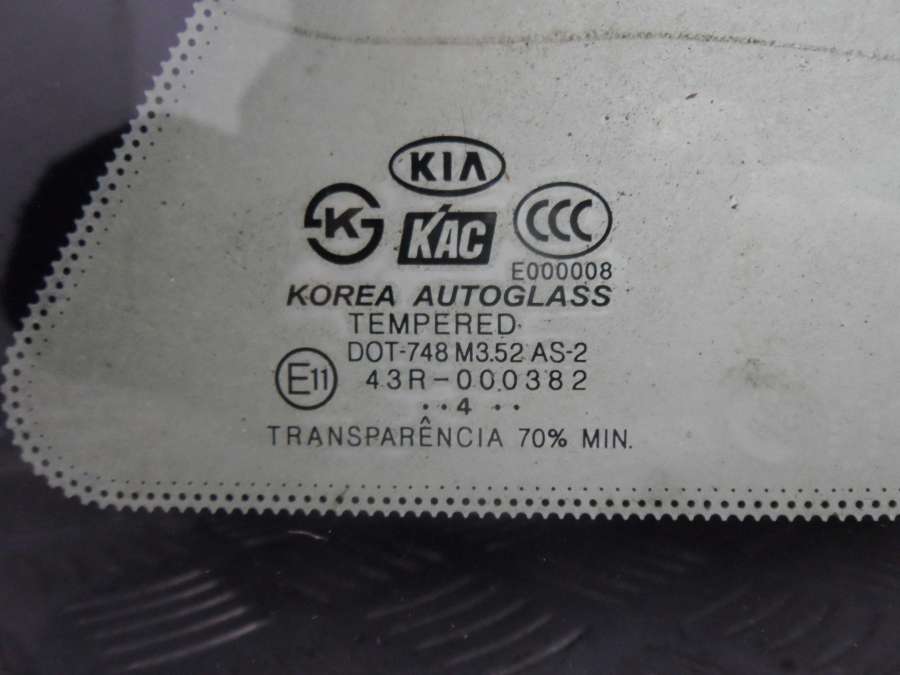 KIA
K KAC CCC
E000008
KOREA AUTOGLASS
TEMPERED
DOT-748 M3.52 AS-2
E11 43R-000382
··4 ··
TRANSPARÊNCIA 70% MIN.